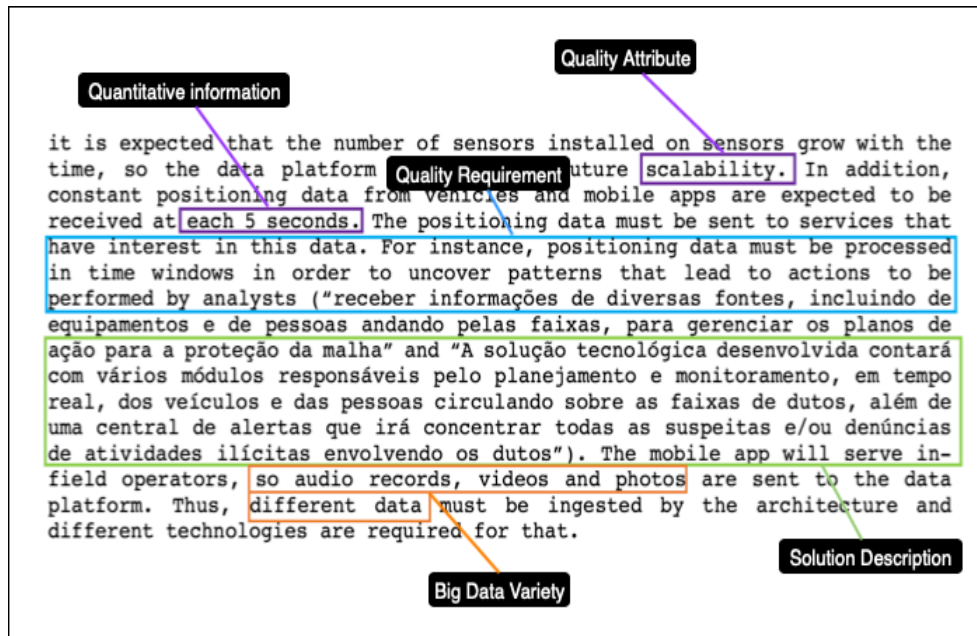 Quality Attribute
Quantitative information
it is expected that the number of sensors installed on sensors grow with the
time, so the data platform uture scalability. In addition,
Quality Requirement
constant positioning data from vehicles and mobile apps are expected to be
received at each 5 seconds. The positioning data must be sent to services that
have interest in this data. For instance, positioning data must be processed
in time windows in order to uncover patterns that lead to actions to be
performed by analysts (“receber informações de diversas fontes, incluindo de
equipamentos e de pessoas andando pelas faixas, para gerenciar os planos de
ação para a proteção da malha” and “A solução tecnológica desenvolvida contará
com vários módulos responsáveis pelo planejamento e monitoramento, em tempo
real, dos veículos e das pessoas circulando sobre as faixas de dutos, além de
uma central de alertas que irá concentrar todas as suspeitas e/ou denúncias
de atividades ilícitas envolvendo os dutos”). The mobile app will serve in-
field operators, so audio records, videos and photos are sent to the data
platform. Thus, different data must be ingested by the architecture and
different technologies are required for that.
Solution Description
Big Data Variety